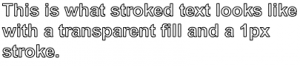 This is what stroked text looks like
with a transparent fill and a 1px
stroke.